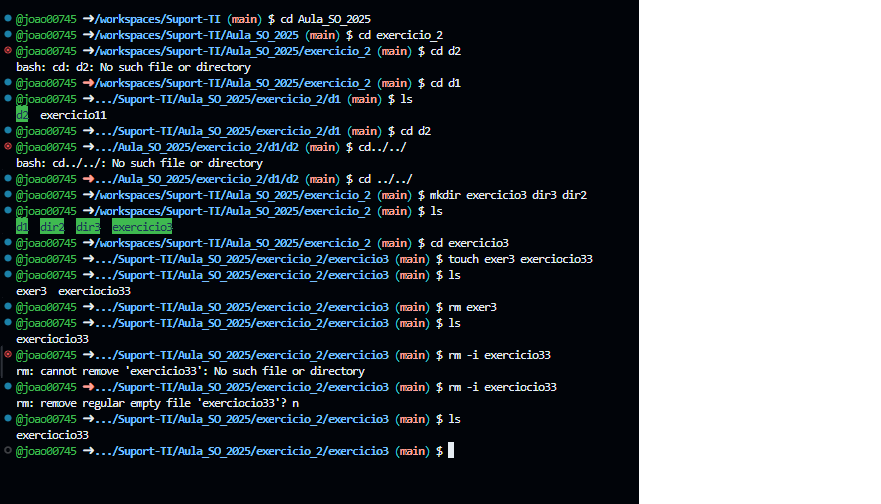 @joao00745 ➜/workspaces/Suport-TI (main) $ cd Aula_SO_2025
@joao00745 ➜/workspaces/Suport-TI/Aula_SO_2025 (main) $ cd exercicio_2
@joao00745 ➜/workspaces/Suport-TI/Aula_SO_2025/exercicio_2 (main) $ cd d2
bash: cd: d2: No such file or directory
@joao00745 ➜/workspaces/Suport-TI/Aula_SO_2025/exercicio_2 (main) $ cd d1
@joao00745 ➜.../Suport-TI/Aula_SO_2025/exercicio_2/d1 (main) $ ls
d2  exercicio11
@joao00745 ➜.../Suport-TI/Aula_SO_2025/exercicio_2/d1 (main) $ cd d2
@joao00745 ➜.../Aula_SO_2025/exercicio_2/d1/d2 (main) $ cd../../
bash: cd../../: No such file or directory
@joao00745 ➜.../Aula_SO_2025/exercicio_2/d1/d2 (main) $ cd ../../
@joao00745 ➜/workspaces/Suport-TI/Aula_SO_2025/exercicio_2 (main) $ mkdir exercicio3 dir3 dir2
@joao00745 ➜/workspaces/Suport-TI/Aula_SO_2025/exercicio_2 (main) $ ls
d1  dir2  dir3  exercicio3
@joao00745 ➜/workspaces/Suport-TI/Aula_SO_2025/exercicio_2 (main) $ cd exercicio3
@joao00745 ➜.../Suport-TI/Aula_SO_2025/exercicio_2/exercicio3 (main) $ touch exer3 exerciocio33
@joao00745 ➜.../Suport-TI/Aula_SO_2025/exercicio_2/exercicio3 (main) $ ls
exer3  exerciocio33
@joao00745 ➜.../Suport-TI/Aula_SO_2025/exercicio_2/exercicio3 (main) $ rm exer3
@joao00745 ➜.../Suport-TI/Aula_SO_2025/exercicio_2/exercicio3 (main) $ ls
exerciocio33
@joao00745 ➜.../Suport-TI/Aula_SO_2025/exercicio_2/exercicio3 (main) $ rm -i exercicio33
rm: cannot remove 'exercicio33': No such file or directory
@joao00745 ➜.../Suport-TI/Aula_SO_2025/exercicio_2/exercicio3 (main) $ rm -i exerciocio33
rm: remove regular empty file 'exerciocio33'? n
@joao00745 ➜.../Suport-TI/Aula_SO_2025/exercicio_2/exercicio3 (main) $ ls
exerciocio33
@joao00745 ➜.../Suport-TI/Aula_SO_2025/exercicio_2/exercicio3 (main) $